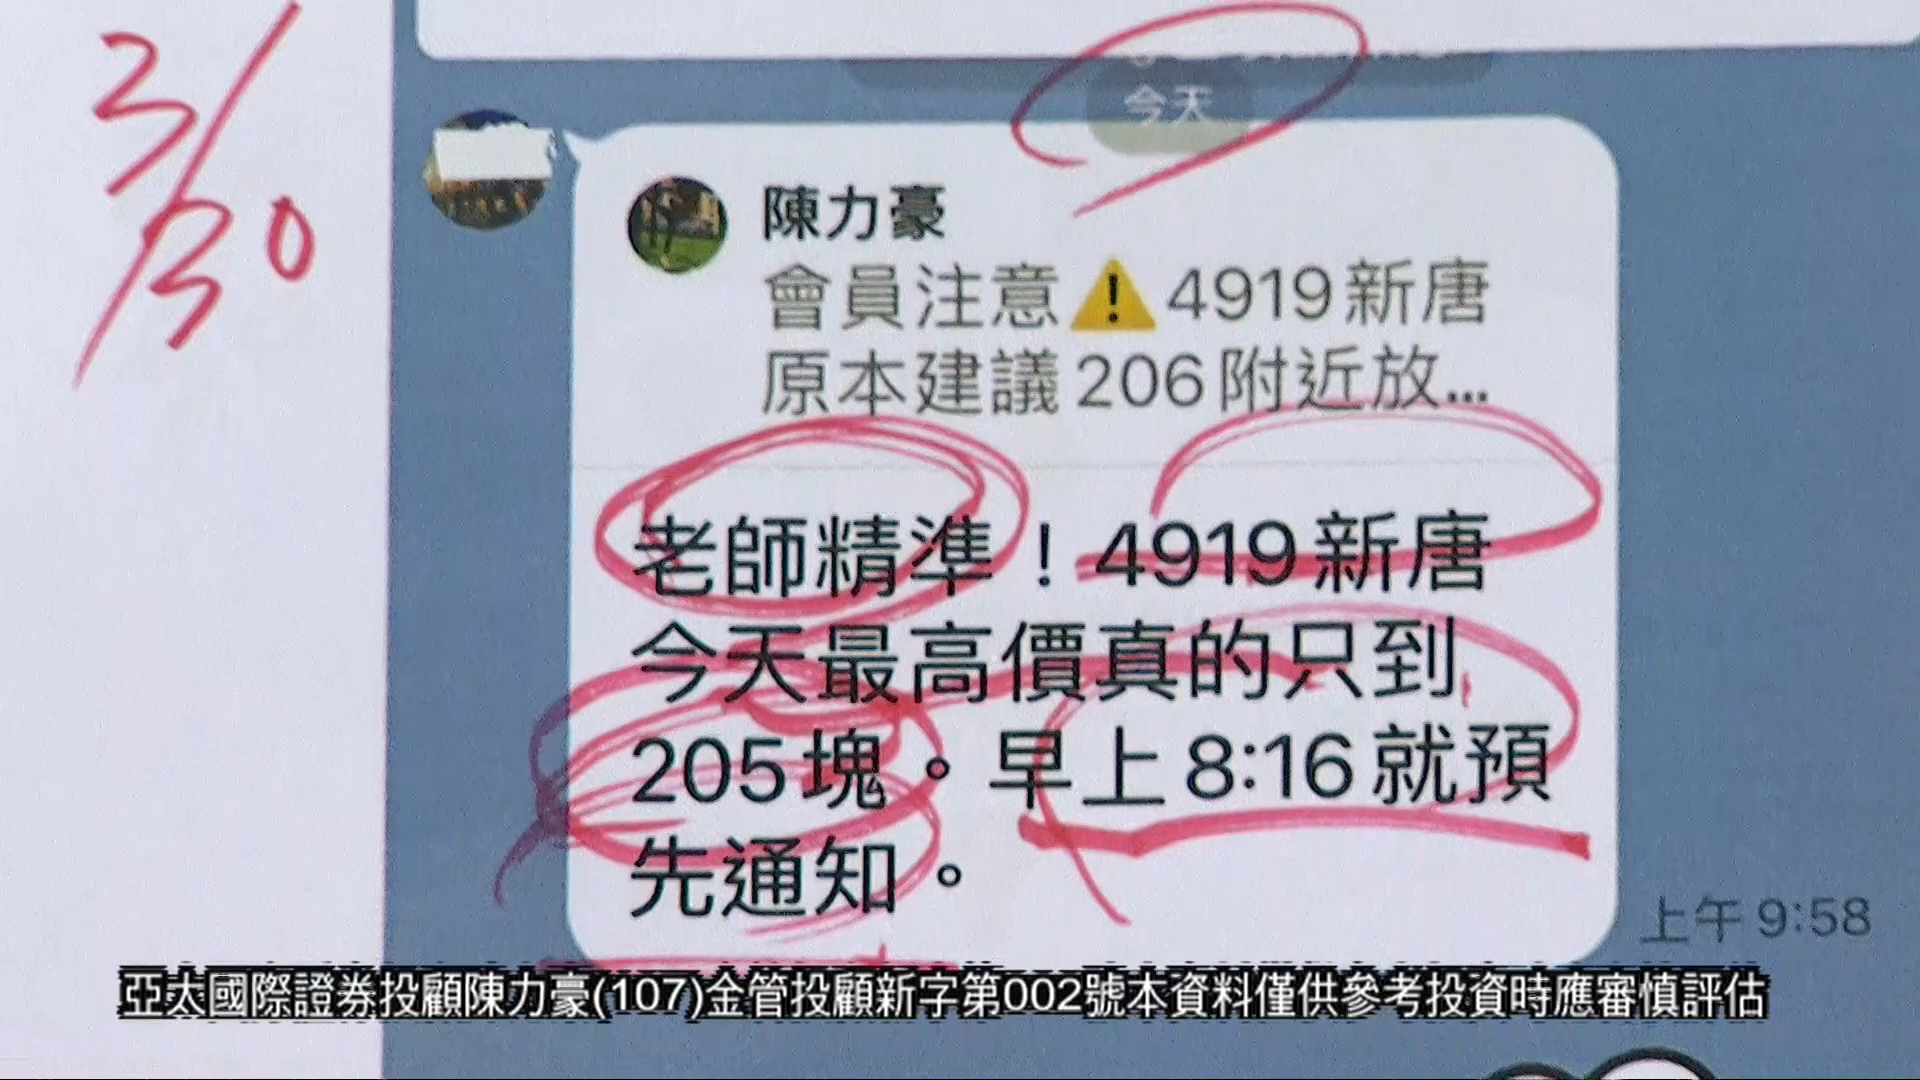 3/30
今天
陳力豪
會員注意⚠️4919新唐
原本建議206附近放...
老師精準！4919新唐
今天最高價真的只到
205塊。早上8:16就預
先通知。
上午9:58
亞太國際證券投顧陳力豪(107)金管投顧新字第002號本資料僅供參考投資時應審慎評估